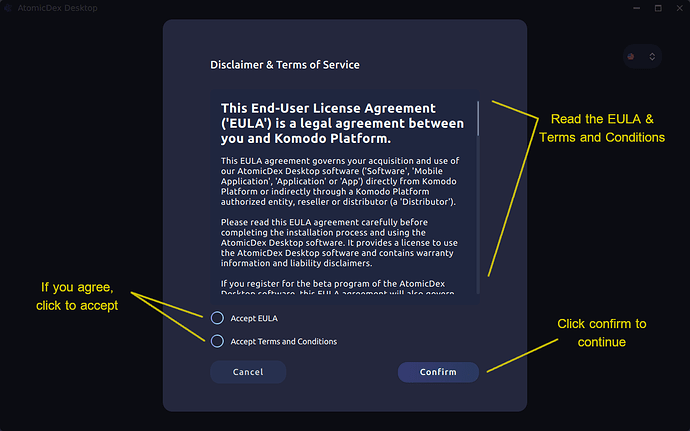 AtomicDex Desktop
Disclaimer & Terms of Service
This End-User License Agreement
('EULA') is a legal agreement between
you and Komodo Platform.
This EULA agreement governs your acquisition and use of
our AtomicDex Desktop software ('Software', 'Mobile
Application', 'Application' or 'App') directly from Komodo
Platform or indirectly through a Komodo Platform
authorized entity, reseller or distributor (a 'Distributor').
Please read this EULA agreement carefully before
completing the installation process and using the
AtomicDex Desktop software. It provides a license to use
the AtomicDex Desktop software and contains warranty
information and liability disclaimers.
If you register for the beta program of the AtomicDex
Desktop software, this EULA agreement will also govern
Read the EULA &
Terms and Conditions
If you agree,
click to accept
Accept EULA
Accept Terms and Conditions
Click confirm to
continue
Cancel
Confirm